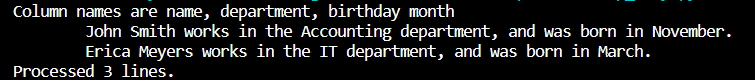 Column names are name, department, birthday month
John Smith works in the Accounting department, and was born in November.
Erica Meyers works in the IT department, and was born in March.
Processed 3 lines.